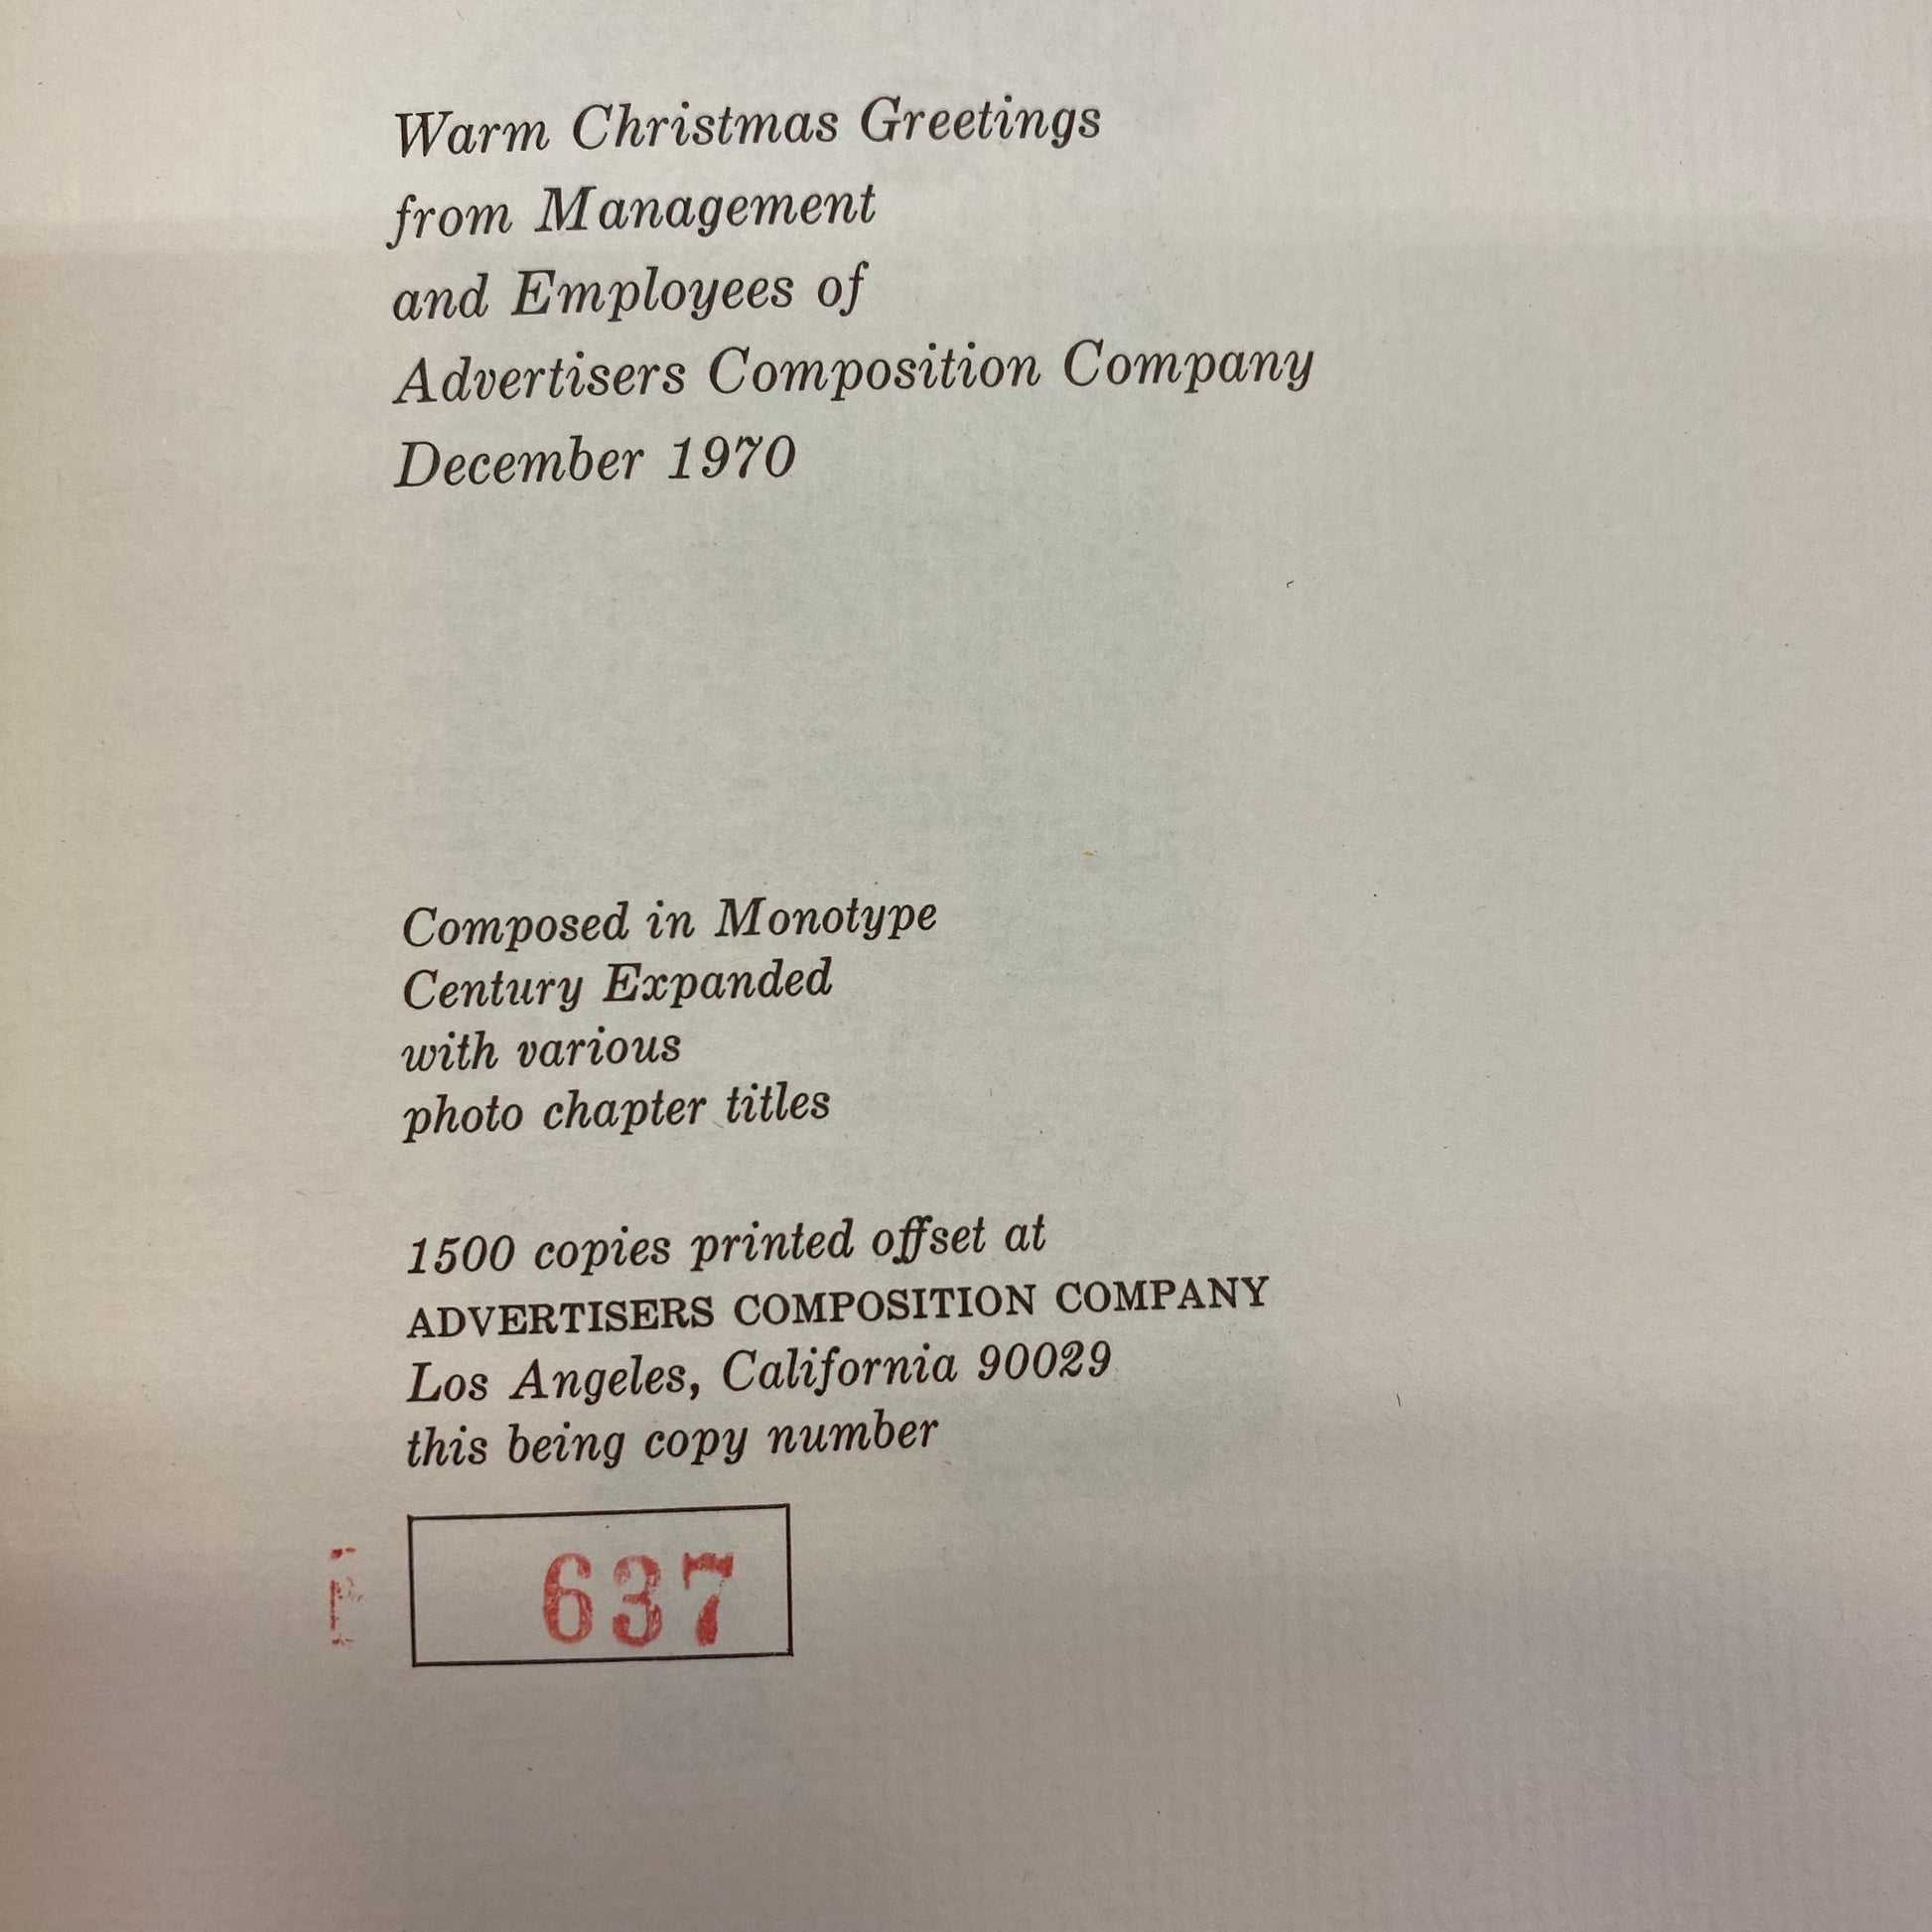 Warm Christmas Greetings
from Management
and Employees of
Advertisers Composition Company
December 1970
Composed in Monotype
Century Expanded
with various
photo chapter titles
1500 copies printed offset at
ADVERTISERS COMPOSITION COMPANY
Los Angeles, California 90029
this being copy number
637